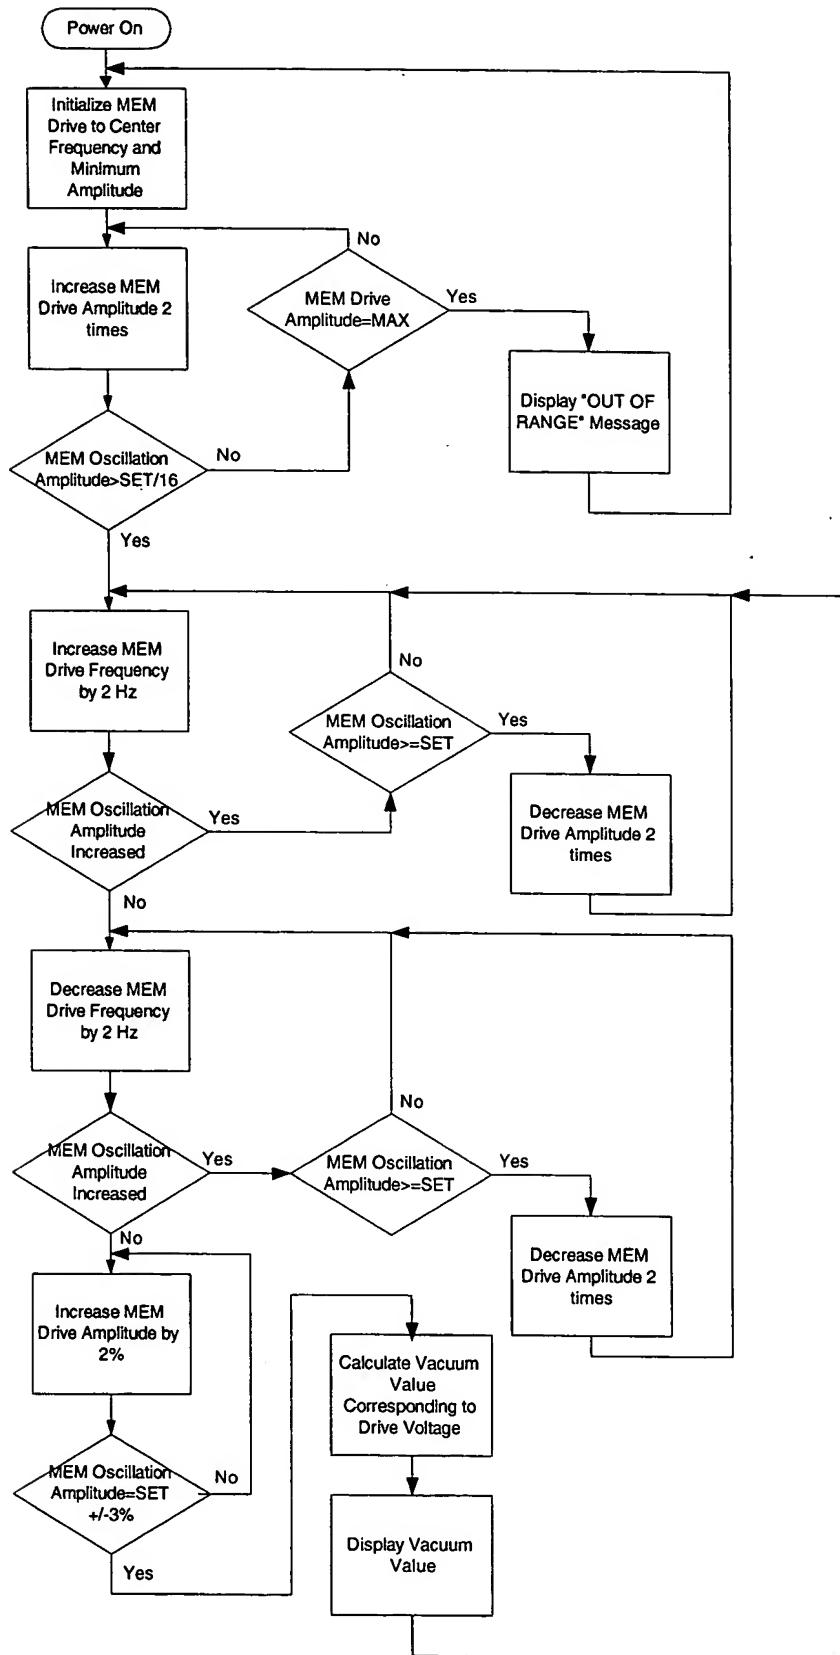 Power On
Initialize MEM
Drive to Center
Frequency and
Minimum
Amplitude
No
Increase MEM
Drive Amplitude 2
times
MEM Drive
Amplitude=MAX
Yes
Display "OUT OF
RANGE" Message
MEM Oscillation
Amplitude>SET/16
No
Yes
Increase MEM
Drive Frequency
by 2 Hz
No
MEM Oscillation
Amplitude>=SET
Yes
MEM Oscillation
Amplitude
Increased
Yes
Decrease MEM
Drive Amplitude 2
times
No
Decrease MEM
Drive Frequency
by 2 Hz
No
MEM Oscillation
Amplitude
Increased
Yes
MEM Oscillation
Amplitude>=SET
Yes
No
Decrease MEM
Drive Amplitude 2
times
Increase MEM
Drive Amplitude by
2%
Calculate Vacuum
Value
Corresponding to
Drive Voltage
MEM Oscillation
Amplitude=SET
+/-3%
No
Yes
Display Vacuum
Value